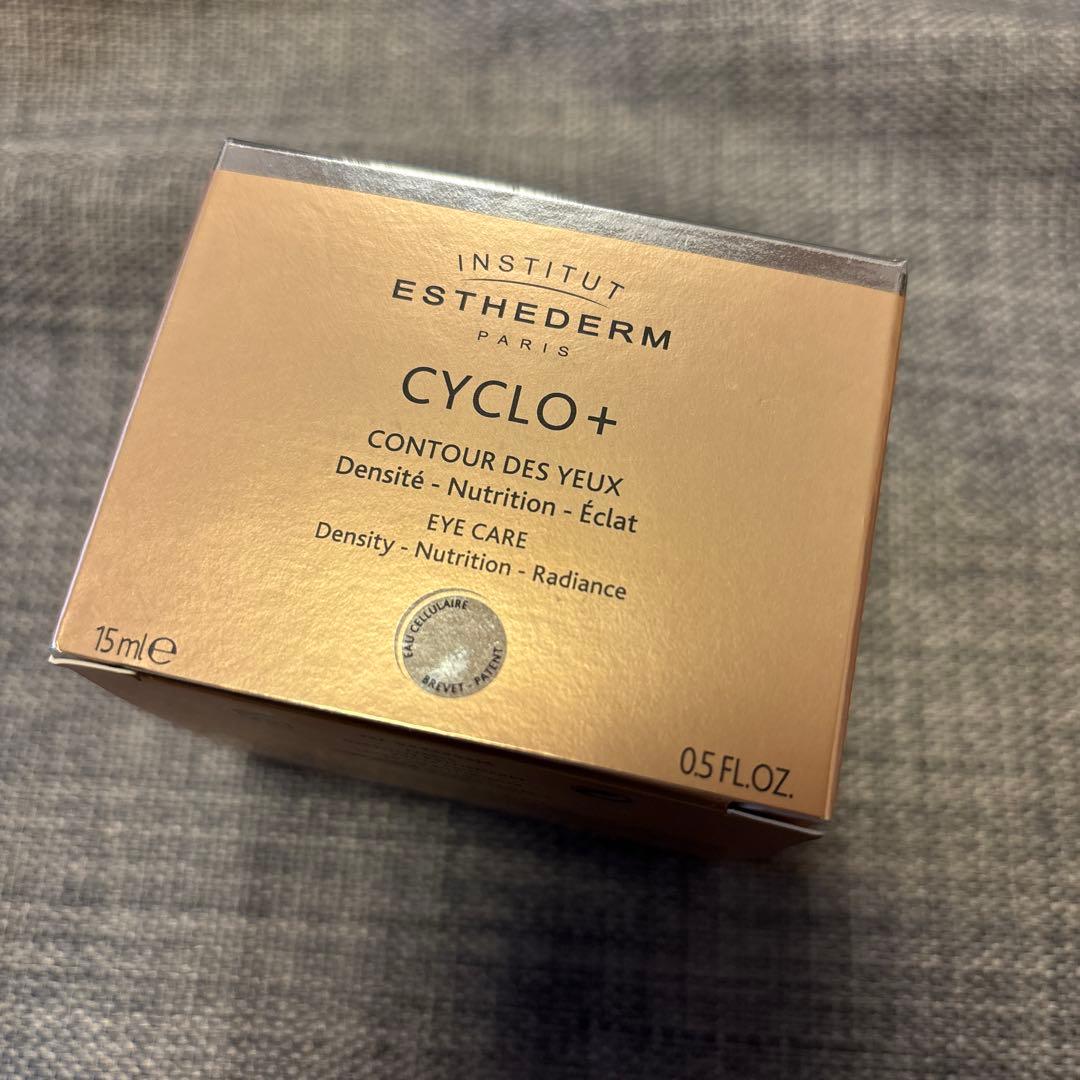 INSTITUT
ESTHEDERM
PARIS
CYCLO+
CONTOUR DES YEUX
Densité - Nutrition - Éclat
EYE CARE
Density - Nutrition - Radiance
EAU CELLULAIRE
BREVET - PATENT
15ml℮
0.5 FL.OZ.